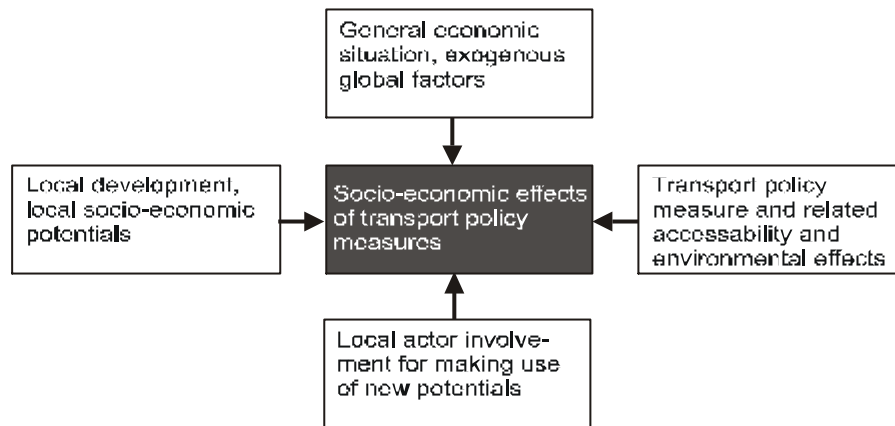 General economic
situation, exogenous
global factors
Local development,
local socio-economic
potentials
Socio-economic effects
of transport policy
measures
Transport policy
measure and related
accessability and
environmental effects
Local actor involve-
ment for making use
of new potentials